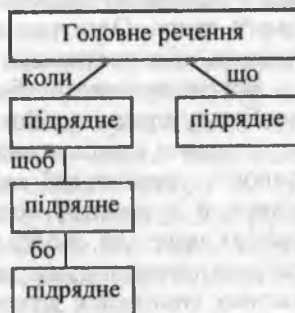 Головне речення
коли що
підрядне підрядне
щоб
підрядне
бо
підрядне